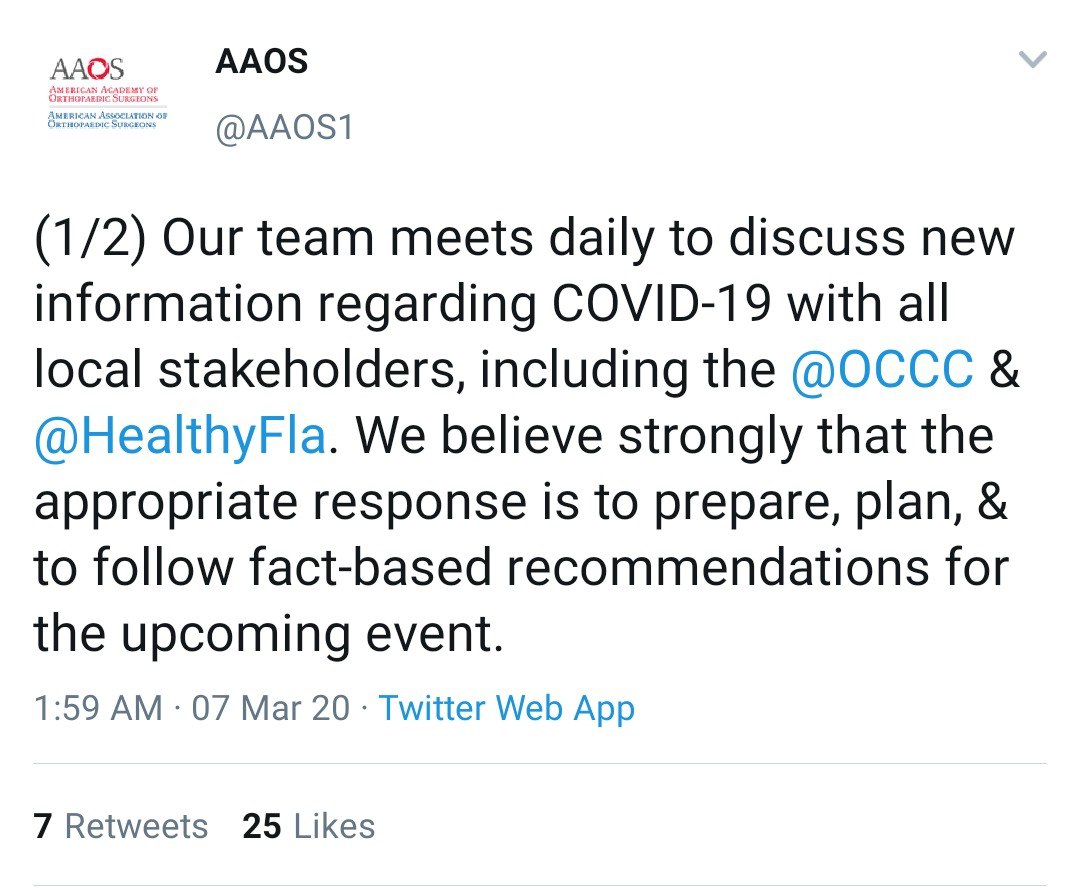 AAOS
AMERICAN ACADEMY OF
ORTHOPAEDIC SURGEONS
AMERICAN ASSOCIATION OF
ORTHOPAEDIC SURGEONS
AAOS
@AAOS1
(1/2) Our team meets daily to discuss new
information regarding COVID-19 with all
local stakeholders, including the @OCCC &
@HealthyFla. We believe strongly that the
appropriate response is to prepare, plan, &
to follow fact-based recommendations for
the upcoming event.
1:59 AM · 07 Mar 20 · Twitter Web App
7 Retweets 25 Likes